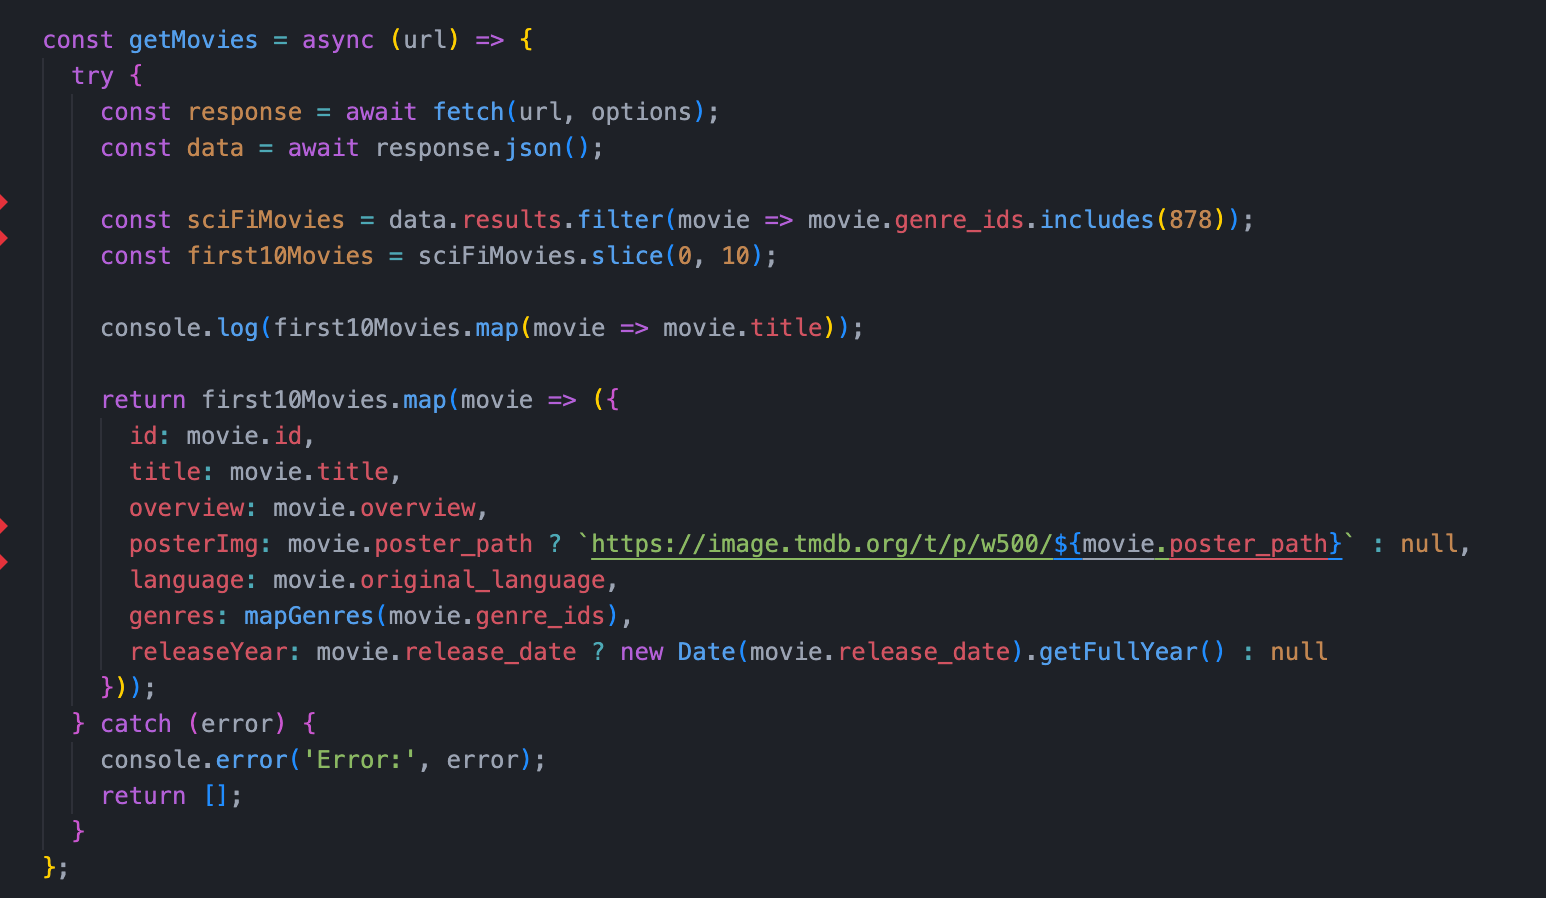 const getMovies = async (url) => {
try {
const response = await fetch(url, options);
const data = await response.json();
const sciFiMovies = data.results.filter(movie => movie.genre_ids.includes(878));
const first10Movies = sciFiMovies.slice(0, 10);
console.log(first10Movies.map(movie => movie.title));
return first10Movies.map(movie => ({
id: movie.id,
title: movie.title,
overview: movie.overview,
posterImg: movie.poster_path ? `https://image.tmdb.org/t/p/w500/${movie.poster_path}` : null,
language: movie.original_language,
genres: mapGenres(movie.genre_ids),
releaseYear: movie.release_date ? new Date(movie.release_date).getFullYear() : null
}));
} catch (error) {
console.error('Error:', error);
return [];
}
};